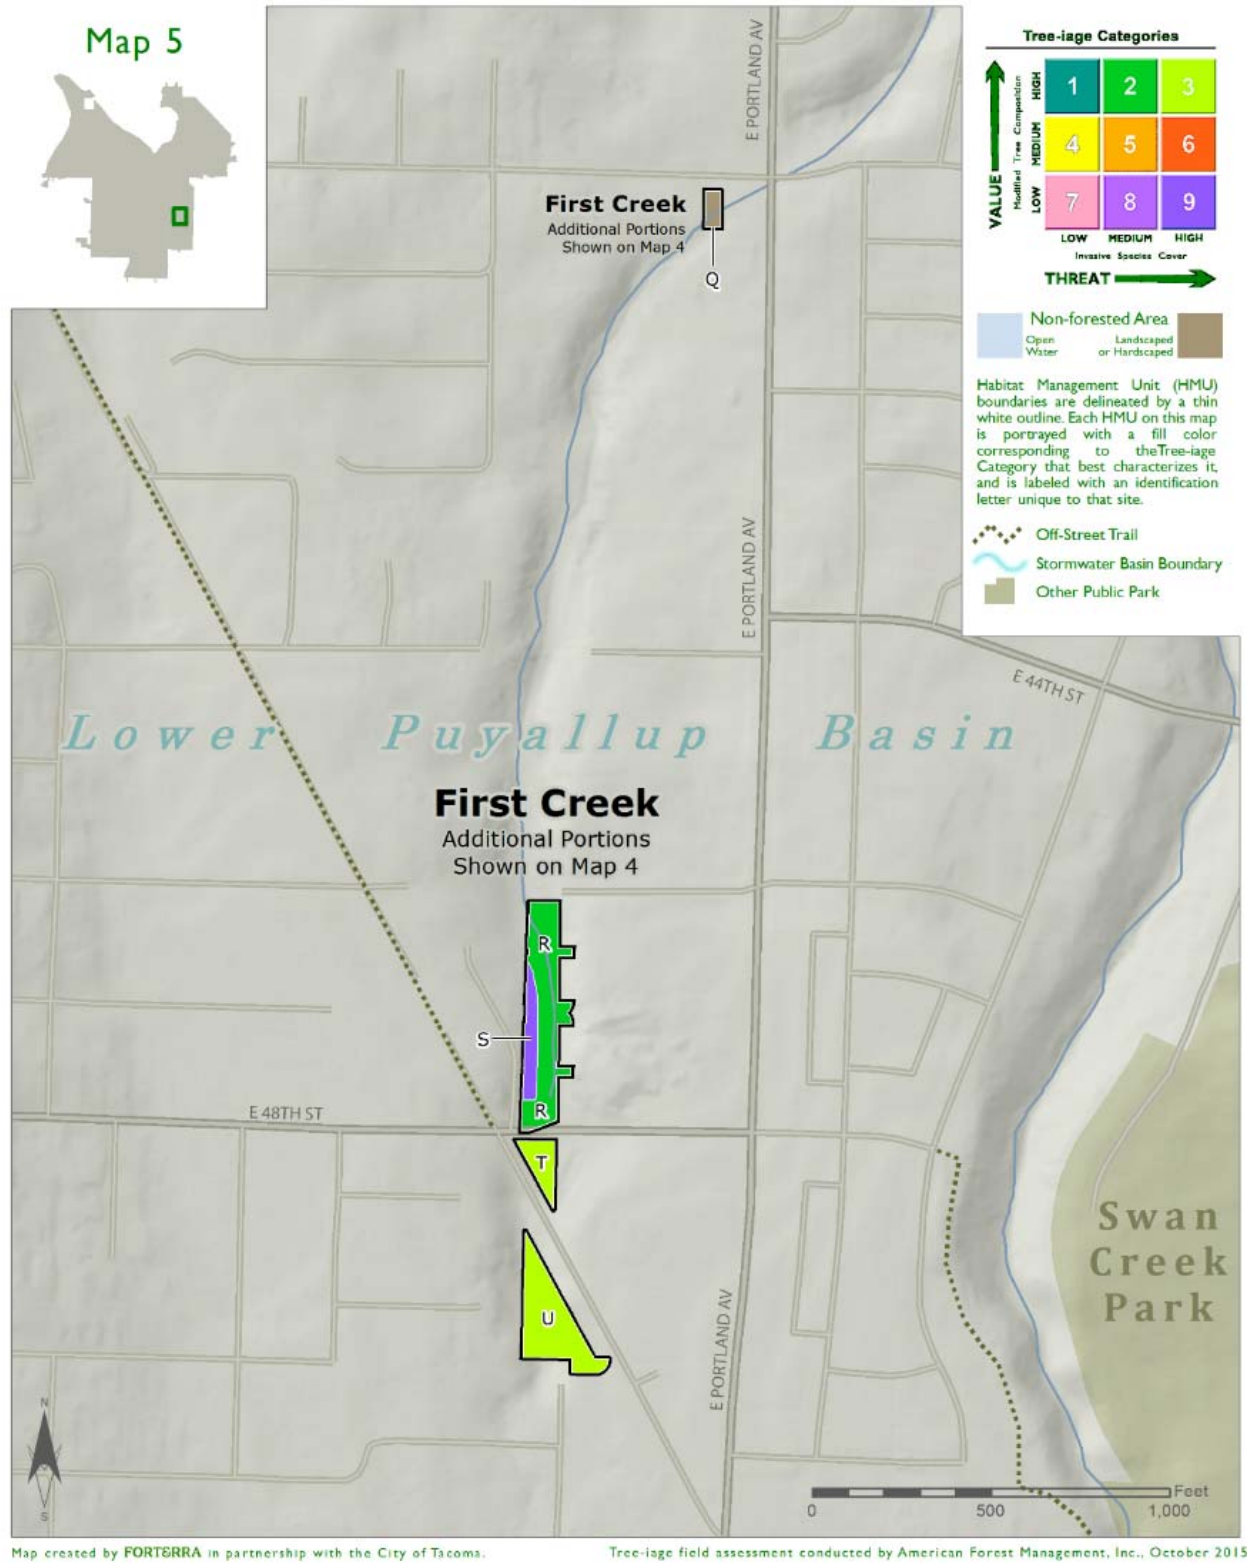 Map 5
Tree-iage Categories
VALUE
Modified Tree Composition
HIGH
1 2 3
MEDIUM
4 5 6
LOW
7 8 9
LOW MEDIUM HIGH
Invasive Species Cover
THREAT
Non-forested Area
Open
Water
Landscaped
or Hardscaped
Habitat Management Unit (HMU)
boundaries are delineated by a thin
white outline. Each HMU on this map
is portrayed with a fill color
corresponding to theTree-iage
Category that best characterizes it,
and is labeled with an identification
letter unique to that site.
Off-Street Trail
Stormwater Basin Boundary
Other Public Park
E PORTLAND AV
First Creek
Additional Portions
Shown on Map 4
Q
E PORTLAND AV
E 44TH ST
Lower Puyallup Basin
First Creek
Additional Portions
Shown on Map 4
R
S
R
E 48TH ST
T
Swan
Creek
Park
U
E PORTLAND AV
N
S
Feet
0 500 1,000
Map created by FORTERRA in partnership with the City of Tacoma.
Tree-iage field assessment conducted by American Forest Management, Inc., October 2015